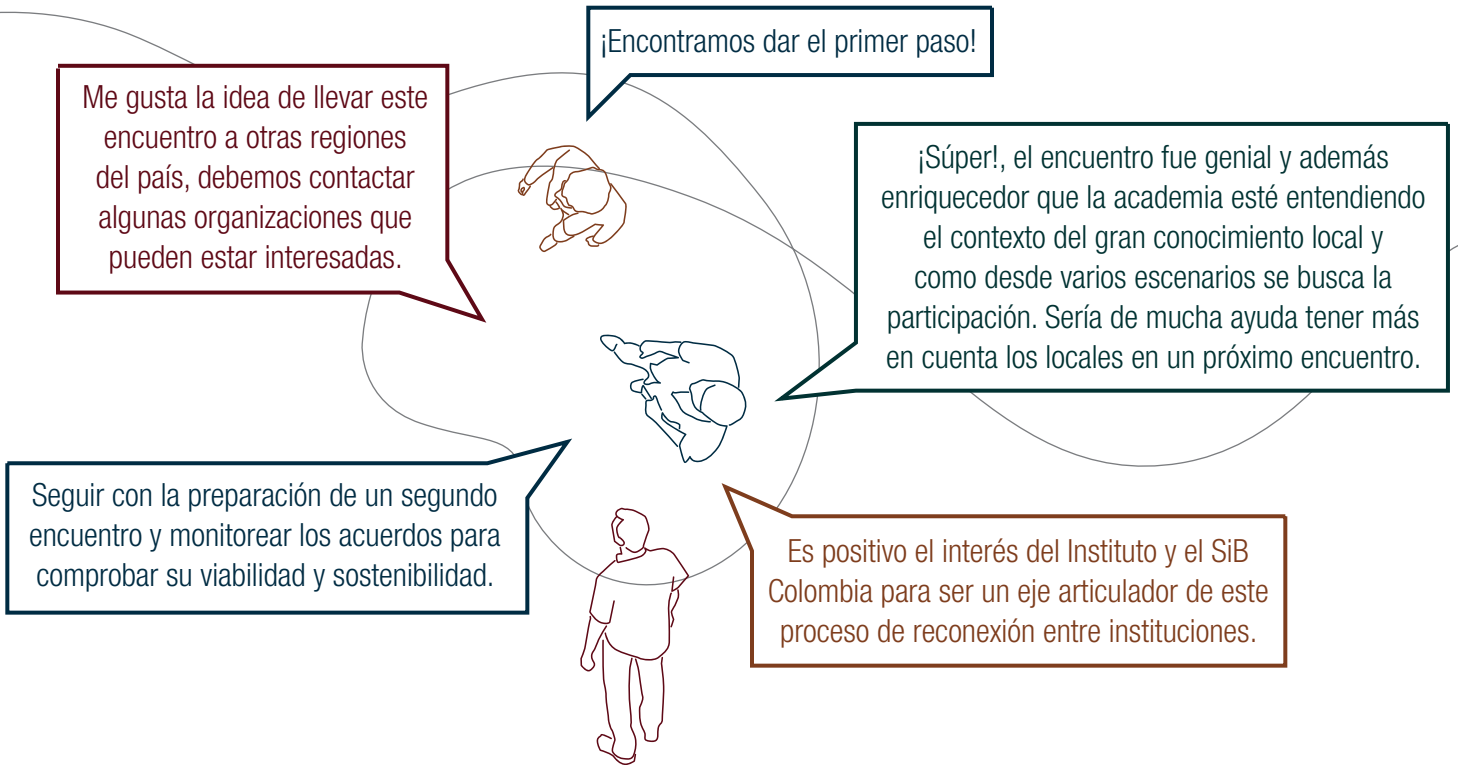 ¡Encontramos dar el primer paso!
Me gusta la idea de llevar este
encuentro a otras regiones
del país, debemos contactar
algunas organizaciones que
pueden estar interesadas.
¡Súper!, el encuentro fue genial y además
enriquecedor que la academia esté entendiendo
el contexto del gran conocimiento local y
como desde varios escenarios se busca la
participación. Sería de mucha ayuda tener más
en cuenta los locales en un próximo encuentro.
Seguir con la preparación de un segundo
encuentro y monitorear los acuerdos para
comprobar su viabilidad y sostenibilidad.
Es positivo el interés del Instituto y el SiB
Colombia para ser un eje articulador de este
proceso de reconexión entre instituciones.